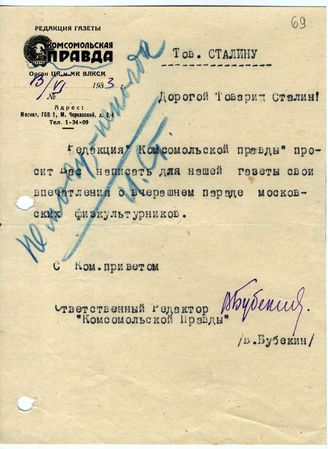 69
РЕДАКЦИЯ ГАЗЕТЫ
КОМСОМОЛЬСКАЯ
ПРАВДА
Орган ЦК и МК ВЛКСМ
13/VI 1933 г.
Адрес:
Москва, ГСП 1, М. Черкасский, д.
Тел. 1-34-09
Тов. СТАЛИНУ
Дорогой Товарищ Сталин!
Редакция "Комсомольской правды" про-
сит Вас написать для нашей газеты свои
впечатления о вчерашнем параде москов-
ских физкультурников.
С Ком.приветом
Ответственный Редактор
"Комсомольской Правды"
В Бубекин
/В.Бубекин/
И. Ст.